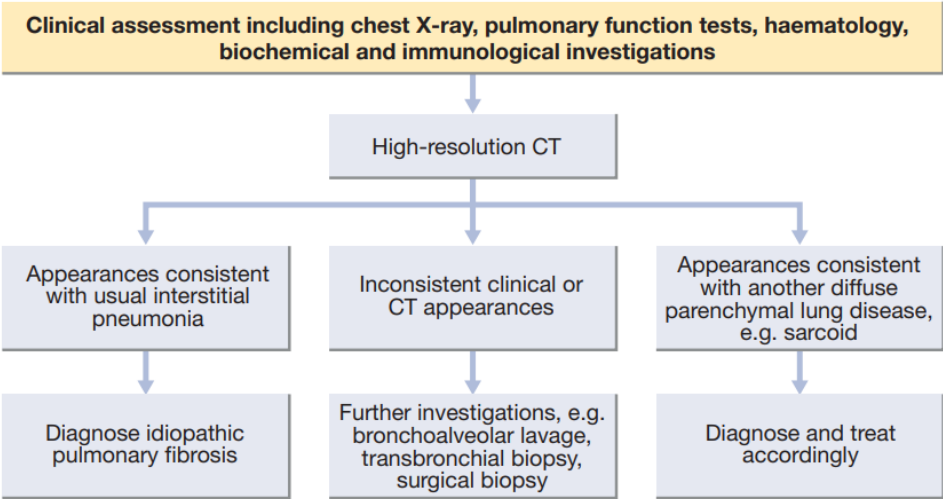 Clinical assessment including chest X-ray, pulmonary function tests, haematology,
biochemical and immunological investigations
High-resolution CT
Appearances consistent
with usual interstitial
pneumonia
Inconsistent clinical or
CT appearances
Appearances consistent
with another diffuse
parenchymal lung disease,
e.g. sarcoid
Diagnose idiopathic
pulmonary fibrosis
Further investigations, e.g.
bronchoalveolar lavage,
transbronchial biopsy,
surgical biopsy
Diagnose and treat
accordingly